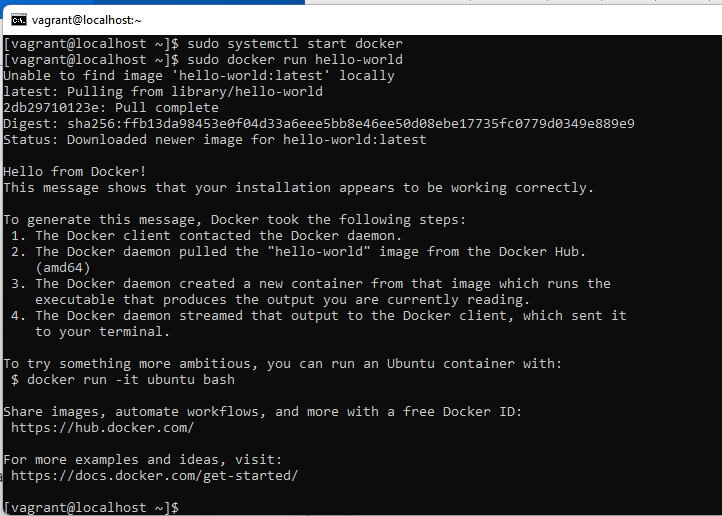 vagrant@localhost:~
[vagrant@localhost ~]$ sudo systemctl start docker
[vagrant@localhost ~]$ sudo docker run hello-world
Unable to find image 'hello-world:latest' locally
latest: Pulling from library/hello-world
2db29710123e: Pull complete
Digest: sha256:ffb13da98453e0f04d33a6eee5bb8e46ee50d08ebe17735fc0779d0349e889e9
Status: Downloaded newer image for hello-world:latest

Hello from Docker!
This message shows that your installation appears to be working correctly.

To generate this message, Docker took the following steps:
 1. The Docker client contacted the Docker daemon.
 2. The Docker daemon pulled the "hello-world" image from the Docker Hub.
    (amd64)
 3. The Docker daemon created a new container from that image which runs the
    executable that produces the output you are currently reading.
 4. The Docker daemon streamed that output to the Docker client, which sent it
    to your terminal.

To try something more ambitious, you can run an Ubuntu container with:
 $ docker run -it ubuntu bash

Share images, automate workflows, and more with a free Docker ID:
 https://hub.docker.com/

For more examples and ideas, visit:
 https://docs.docker.com/get-started/

[vagrant@localhost ~]$